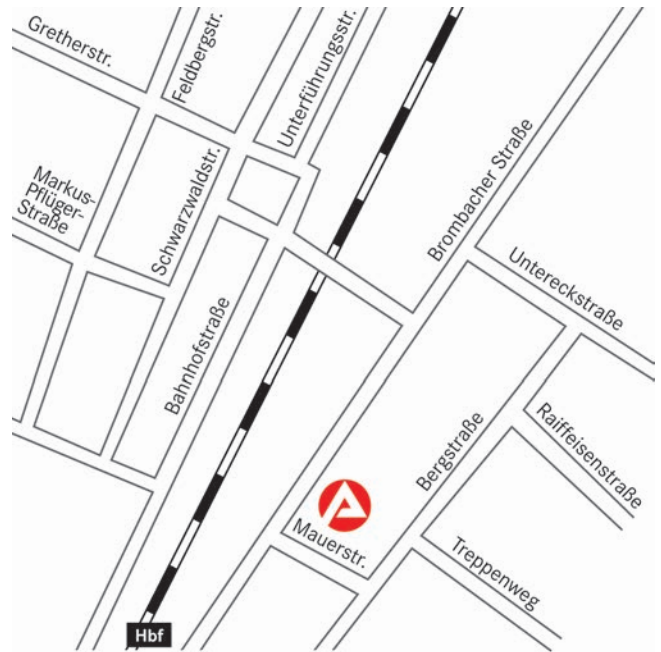 Gretherstr.
Feldbergstr.
Unterführungsstr.
Markus-
Pflüger-
Straße
Schwarzwaldstr.
Brombacher Straße
Untereckstraße
Bahnhofstraße
Bergstraße
Raiffeisenstraße
Mauerstr.
Treppenweg
Hbf